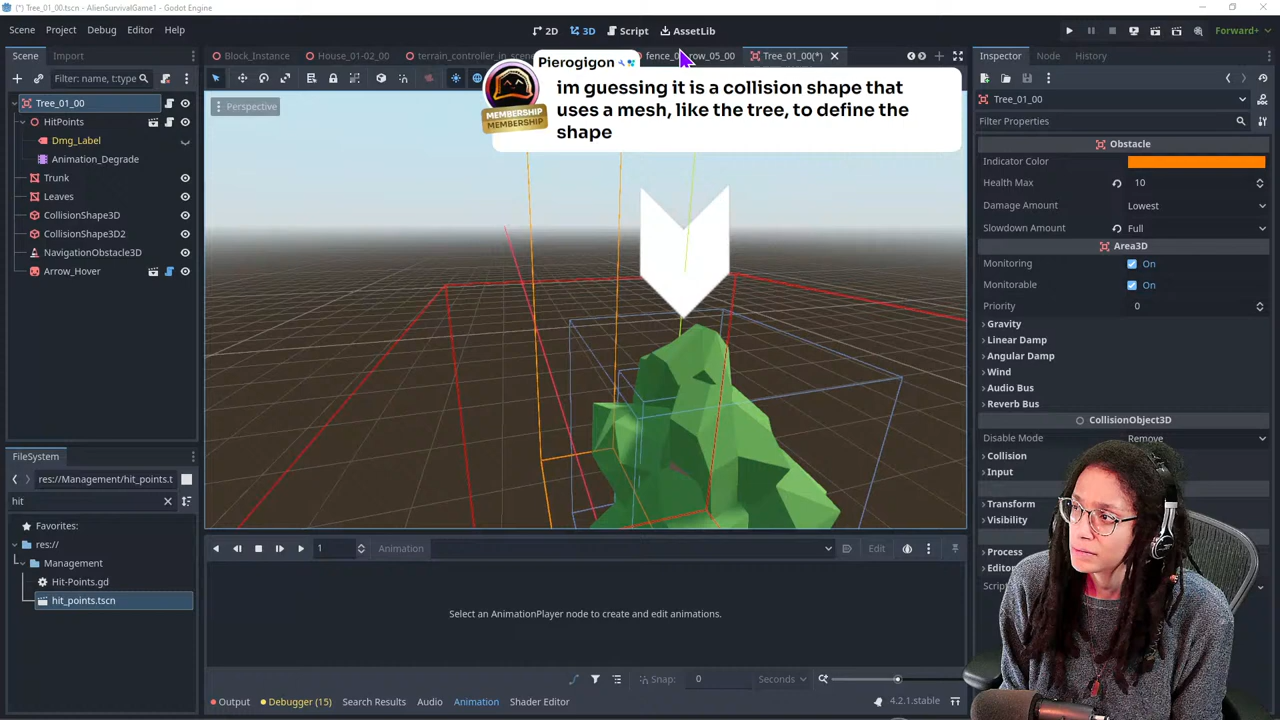 (*) Tree_01_00.tscn - AlienSurvivalGame1 - Godot Engine
Scene Project Debug Editor Help
2D 3D Script AssetLib
Forward+
Scene Import
Block_Instance House_01-02_00 terrain_controller_in_scene fence_ row_05_00 Tree_01_00(*)
Inspector Node History
Filter: name, t:type
Pierogigon
MEMBERSHIP
MEMBERSHIP
im guessing it is a collision shape that
uses a mesh, like the tree, to define the
shape
Perspective
Tree_01_00
HitPoints
Dmg_Label
Animation_Degrade
Trunk
Leaves
CollisionShape3D
CollisionShape3D2
NavigationObstacle3D
Arrow_Hover
FileSystem
res://Management/hit_points.t
hit
Favorites:
res://
Management
Hit-Points.gd
hit_points.tscn
1 Animation Edit
Select an AnimationPlayer node to create and edit animations.
Snap: 0 Seconds
Output Debugger (15) Search Results Audio Animation Shader Editor 4.2.1.stable
Tree_01_00
Filter Properties
Obstacle
Indicator Color
Health Max 10
Damage Amount Lowest
Slowdown Amount Full
Area3D
Monitoring On
Monitorable On
Priority 0
Gravity
Linear Damp
Angular Damp
Wind
Audio Bus
Reverb Bus
CollisionObject3D
Disable Mode Remove
Collision
Input
Transform
Visibility
Process